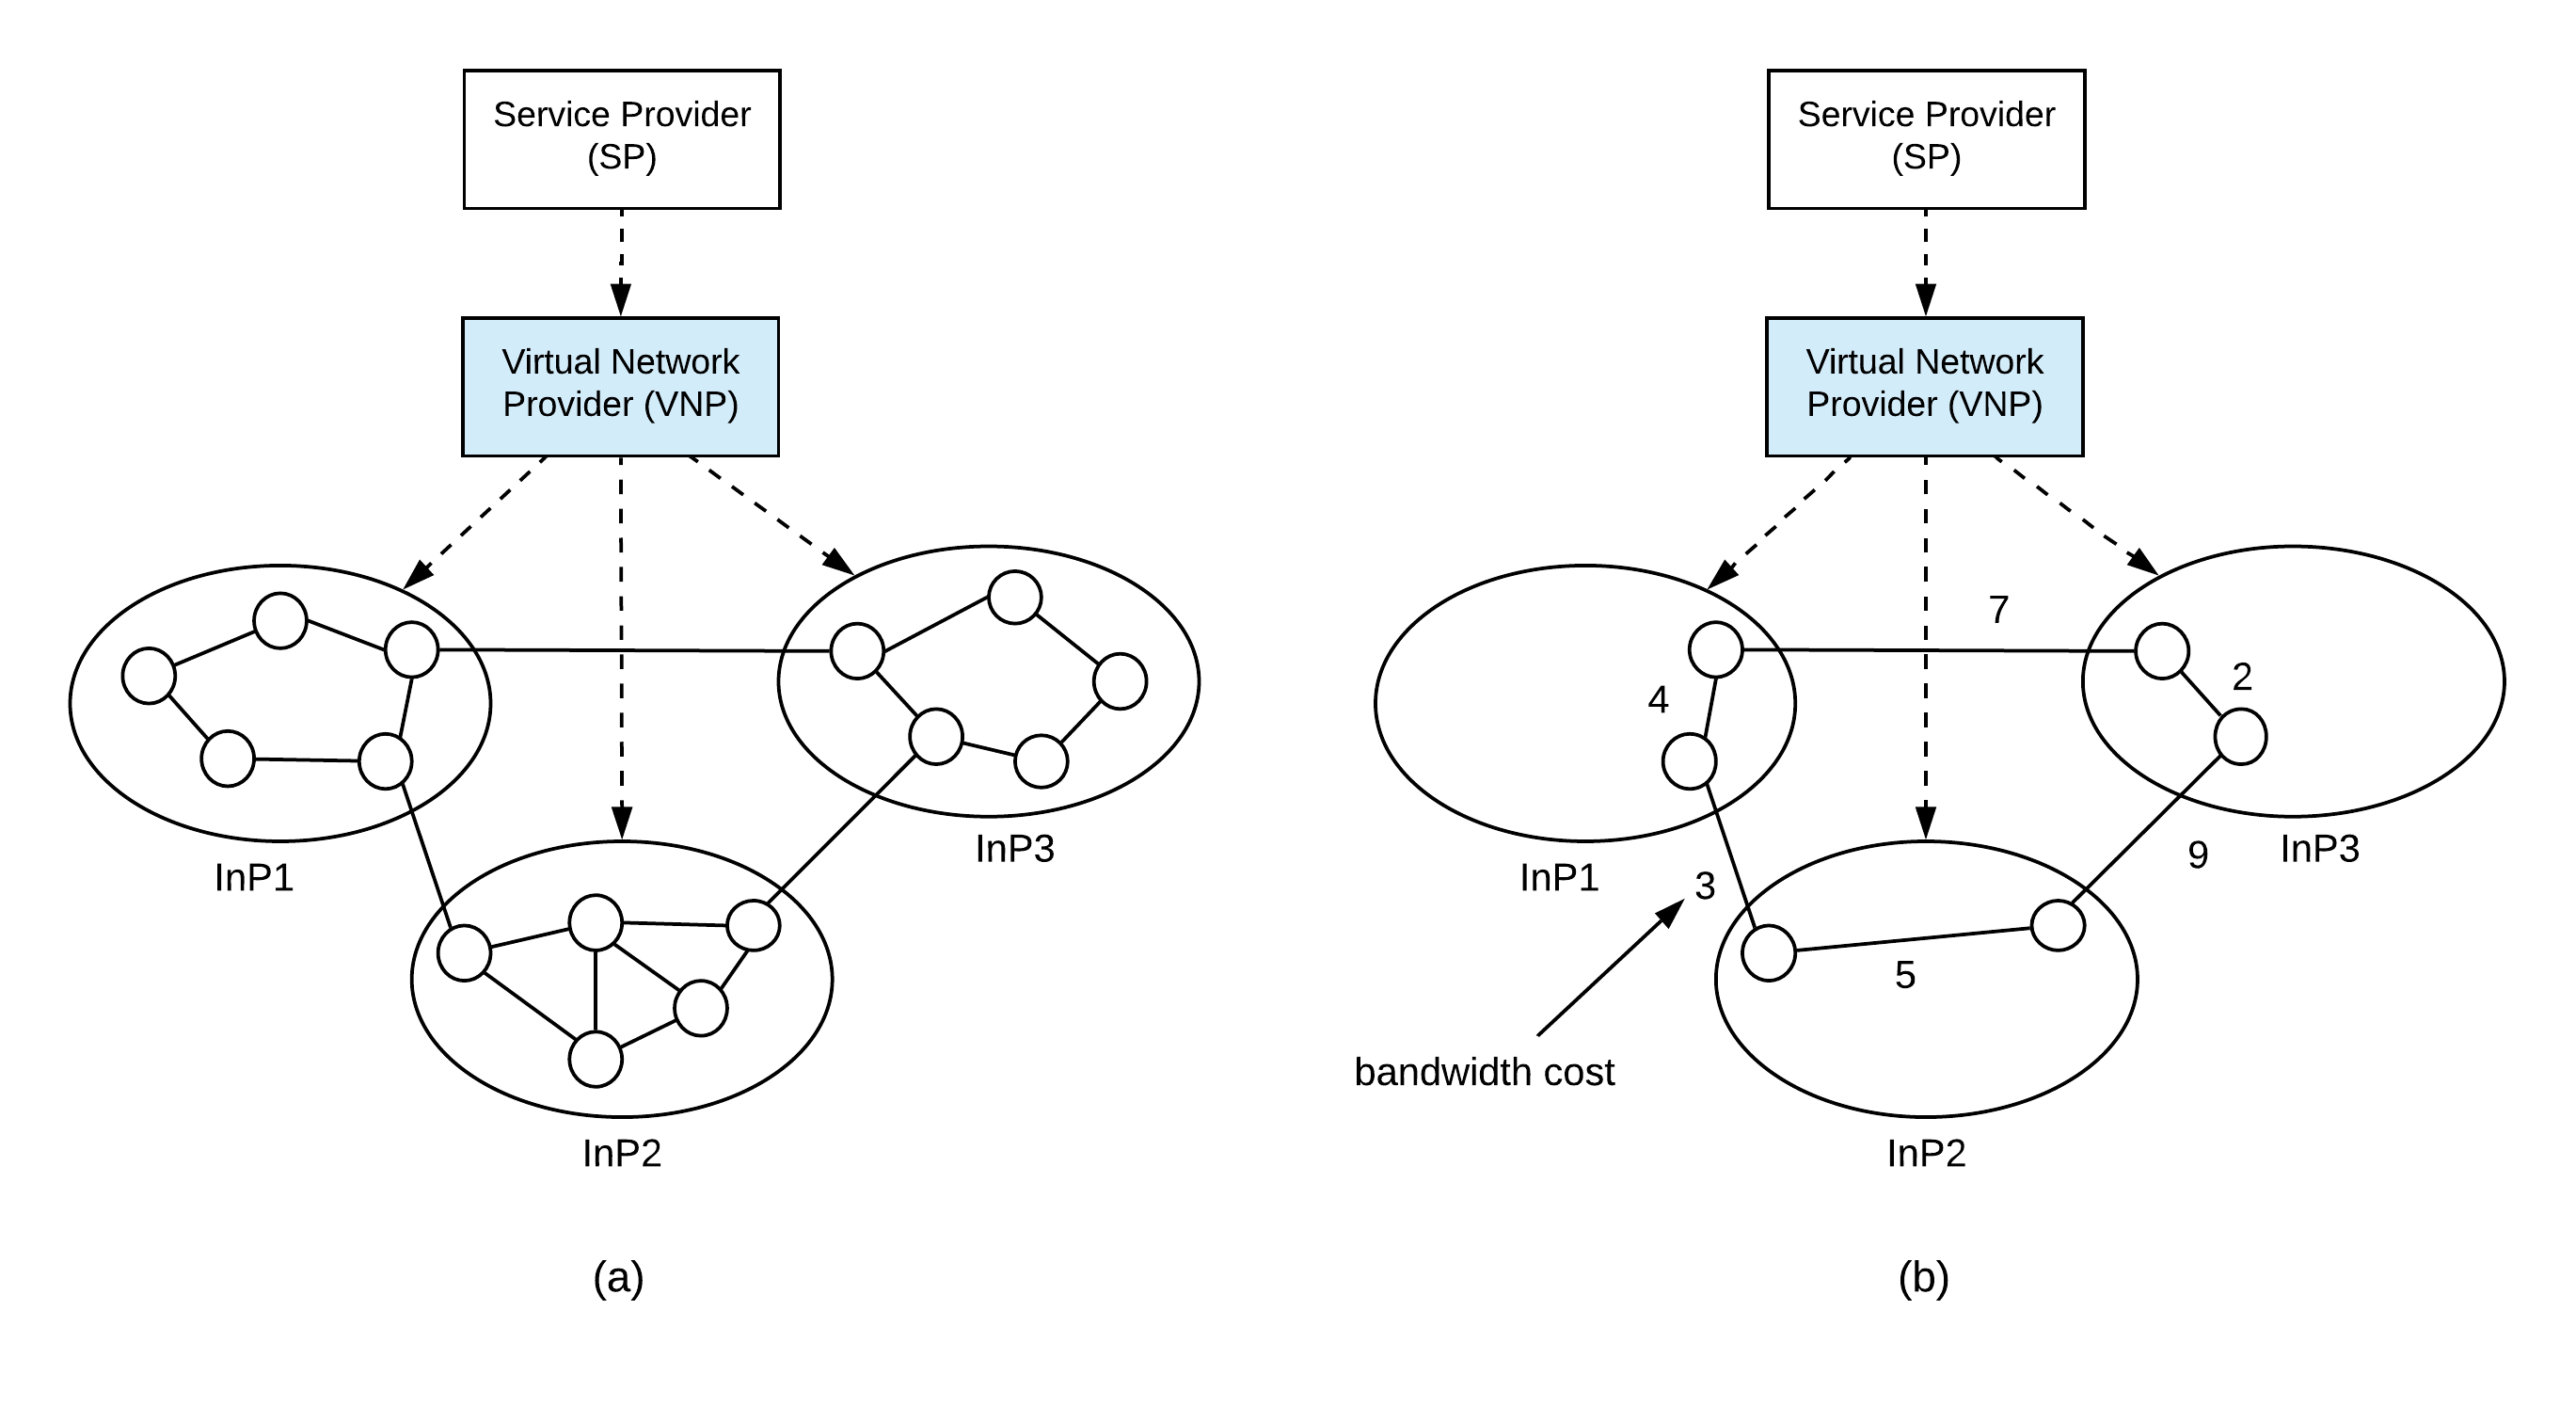 Service Provider
(SP)
Virtual Network
Provider (VNP)
InP1
InP3
InP2
(a)
Service Provider
(SP)
Virtual Network
Provider (VNP)
7
2
4
9
3
5
InP1
InP3
bandwidth cost
InP2
(b)